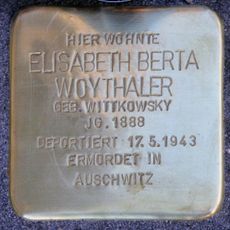 HIER WOHNTE
ELISABETH BERTA
WOYTHALER
GEB. WITTKOWSKY
JG. 1888
DEPORTIERT 17.5.1943
ERMORDET IN
AUSCHWITZ